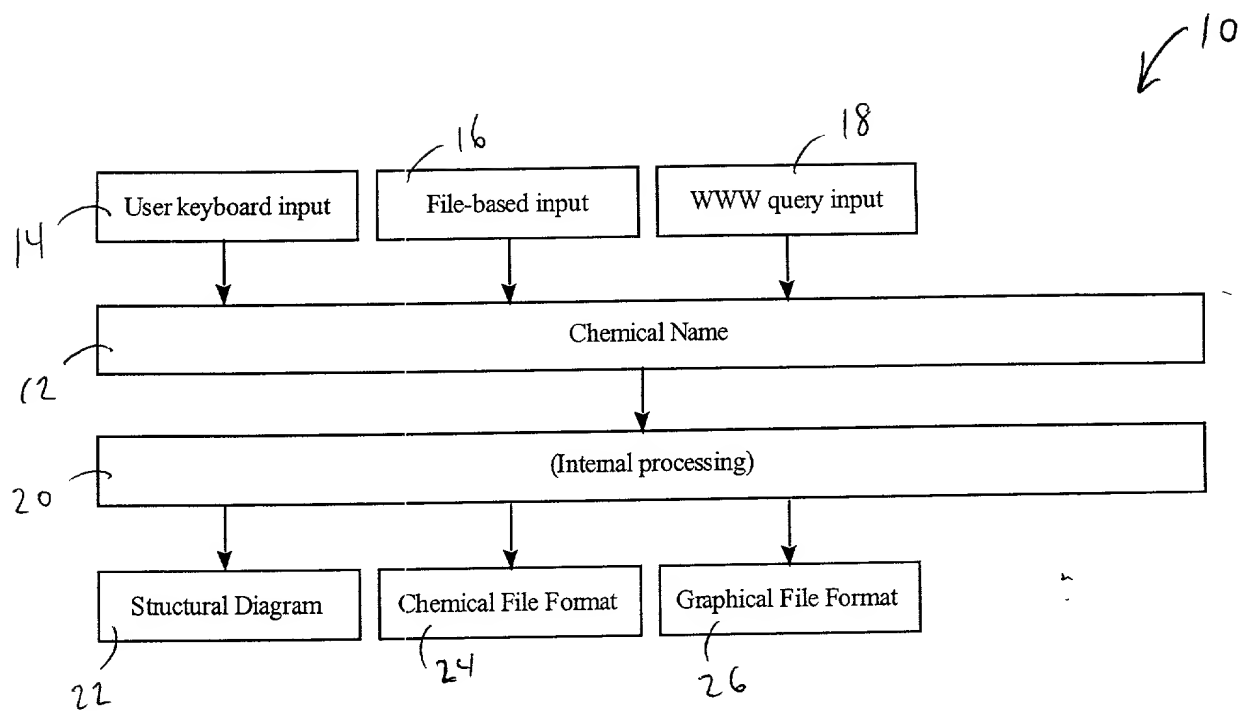 10
16
18
User keyboard input
File-based input
WWW query input
14
Chemical Name
12
(Internal processing)
20
Structural Diagram
Chemical File Format
Graphical File Format
22
24
26